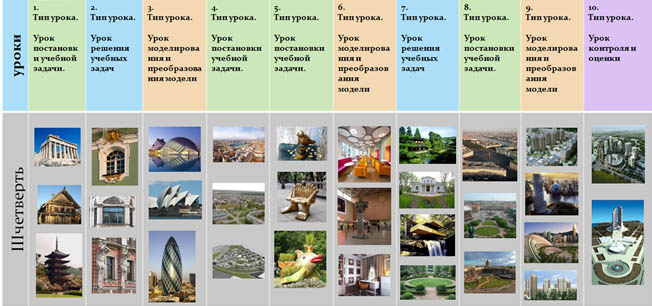 уроки
1.
Тип урока.
Урок
постановк
и учебной
задачи.
2.
Тип урока.
Урок
решения
учебных
задач
3.
Тип урока.
Урок
моделирова
ния и
преобразова
ния модели
4.
Тип урока.
Урок
постановки
учебной
задачи.
5.
Тип урока.
Урок
постановки
учебной
задачи.
6.
Тип урока.
Урок
моделирова
ния и
преобразов
ания
модели
7.
Тип урока.
Урок
решения
учебных
задач
8.
Тип урока.
Урок
постановки
учебной
задачи.
9.
Тип урока.
Урок
моделирова
ния и
преобразов
ания
модели
10.
Тип урока.
Урок
контроля и
оценки
III четверть